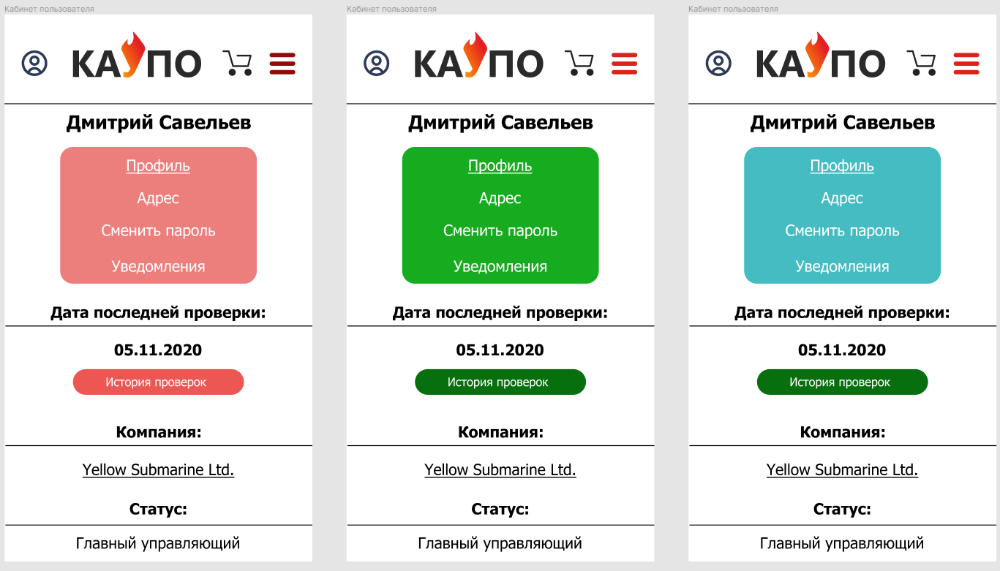 Кабинет пользователя
КАУПО
Дмитрий Савельев
Профиль
Адрес
Сменить пароль
Уведомления
Дата последней проверки:
05.11.2020
История проверок
Компания:
Yellow Submarine Ltd.
Статус:
Главный управляющий
Кабинет пользователя
КАУПО
Дмитрий Савельев
Профиль
Адрес
Сменить пароль
Уведомления
Дата последней проверки:
05.11.2020
История проверок
Компания:
Yellow Submarine Ltd.
Статус:
Главный управляющий
Кабинет пользователя
КАУПО
Дмитрий Савельев
Профиль
Адрес
Сменить пароль
Уведомления
Дата последней проверки:
05.11.2020
История проверок
Компания:
Yellow Submarine Ltd.
Статус:
Главный управляющий